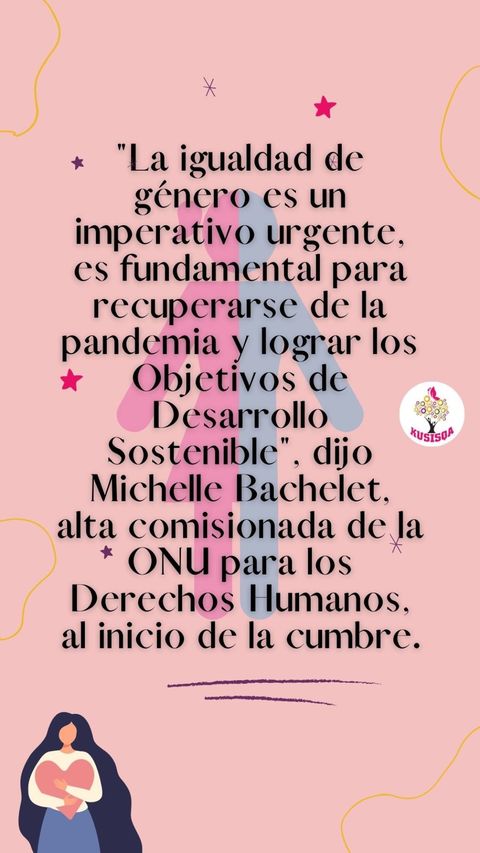 "La igualdad de
género es un
imperativo urgente,
es fundamental para
recuperarse de la
pandemia y lograr los
Objetivos de
Desarrollo
Sostenible", dijo
Michelle Bachelet,
alta comisionada de la
ONU para los
Derechos Humanos,
al inicio de la cumbre.
KUSISQA